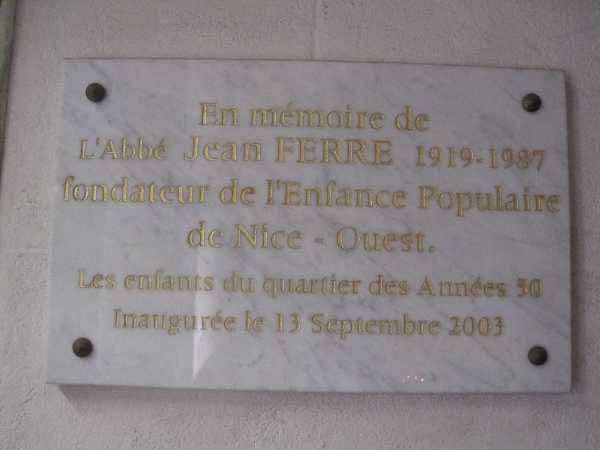 En mémoire de
L'Abbé Jean FERRE 1919-1987
fondateur de l'Enfance Populaire
de Nice - Ouest.
Les enfants du quartier des Années 50
Inaugurée le 13 Septembre 2003